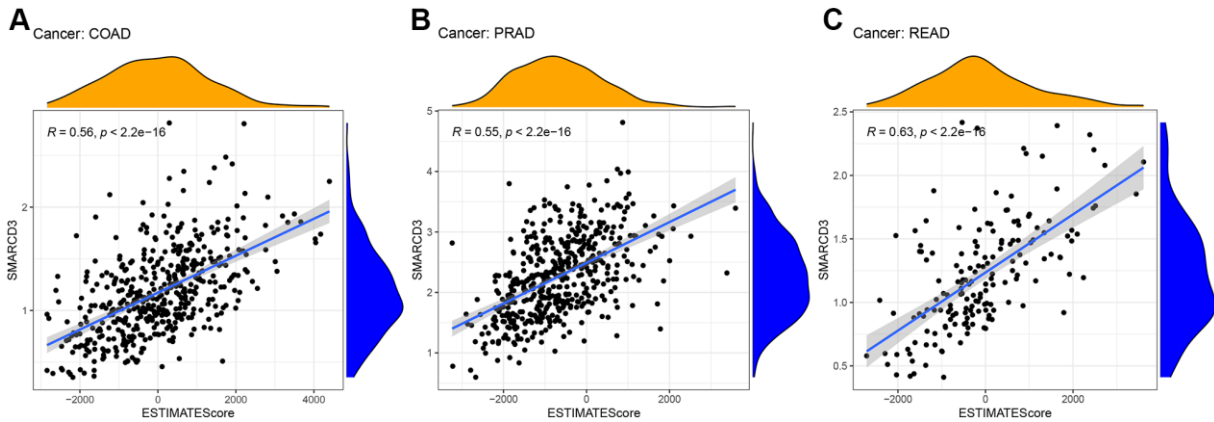 A
Cancer: COAD
R = 0.56, p < 2.2e−16
SMARCD3
2
1
−2000 0 2000 4000
ESTIMATEScore
B
Cancer: PRAD
R = 0.55, p < 2.2e−16
SMARCD3
5
4
3
2
1
−2000 0 2000
ESTIMATEScore
C
Cancer: READ
R = 0.63, p < 2.2e−16
SMARCD3
2.5
2.0
1.5
1.0
0.5
−2000 0 2000
ESTIMATEScore